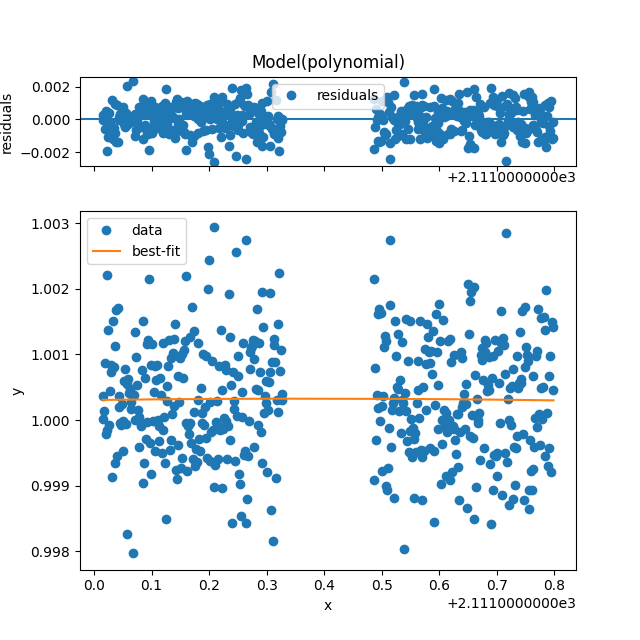 Model(polynomial)
residuals
0.002
0.000
−0.002
residuals
+2.1110000000e3
1.003
1.002
1.001
1.000
0.999
0.998
y
data
best-fit
0.0 0.1 0.2 0.3 0.4 0.5 0.6 0.7 0.8
x
+2.1110000000e3